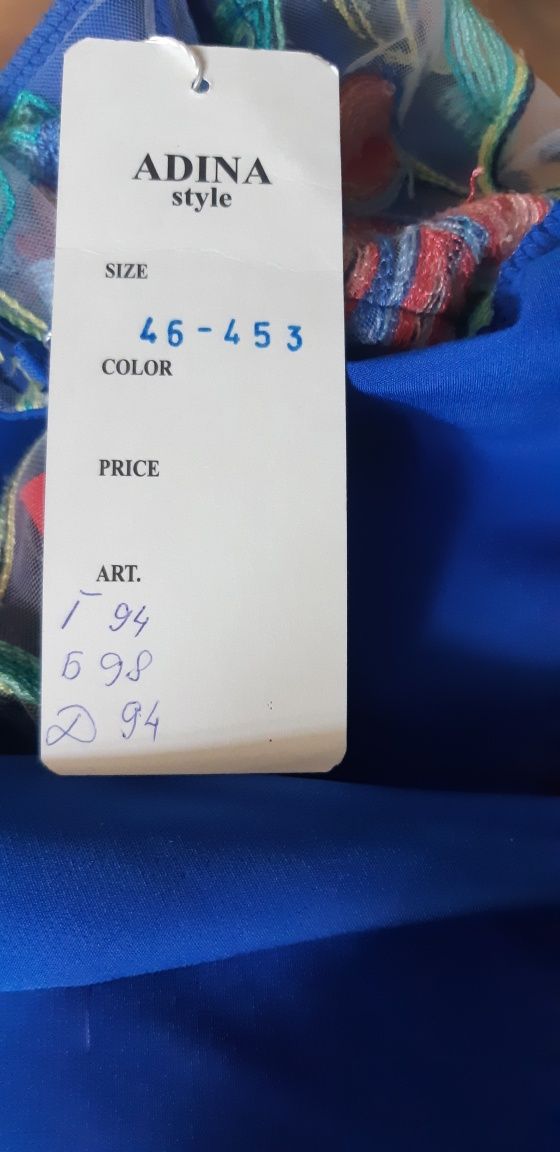 ADINA
style
SIZE
46-453
COLOR
PRICE
ART.
Г 94
Б 98
Д 94